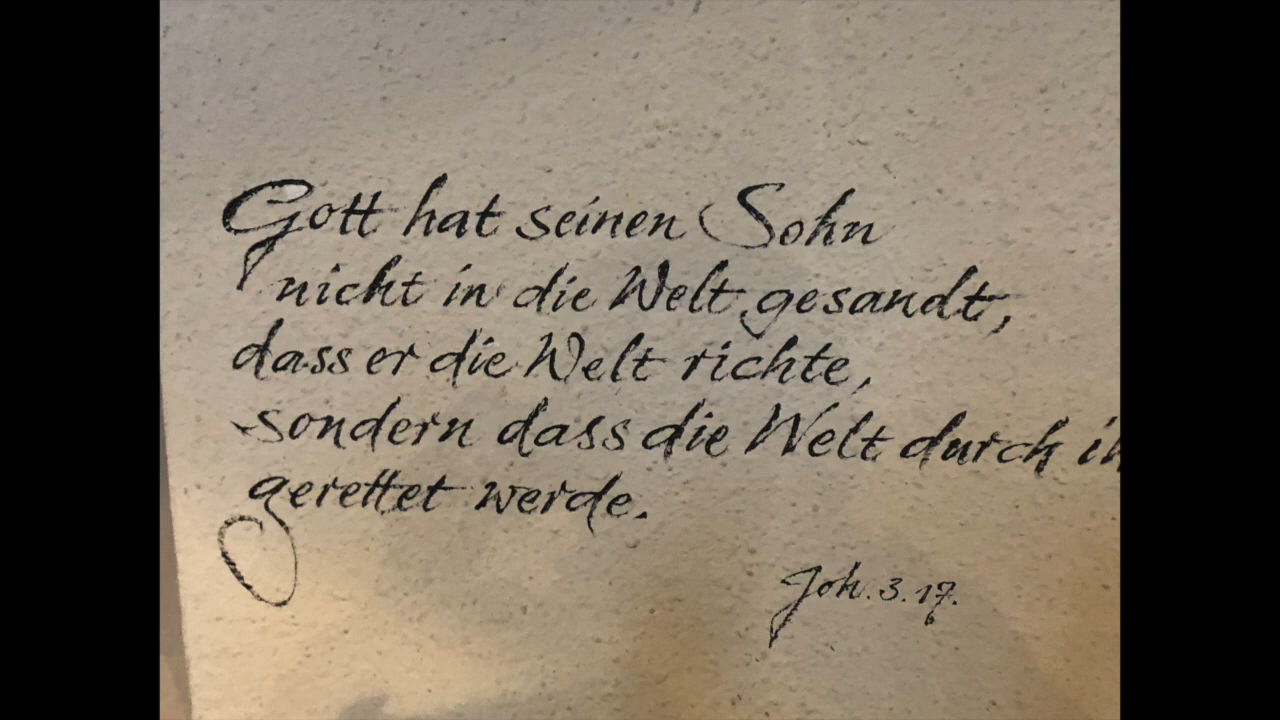 Gott hat seinen Sohn
nicht in die Welt gesandt,
dass er die Welt richte,
sondern dass die Welt durch
gerettet werde.
Joh. 3. 17.